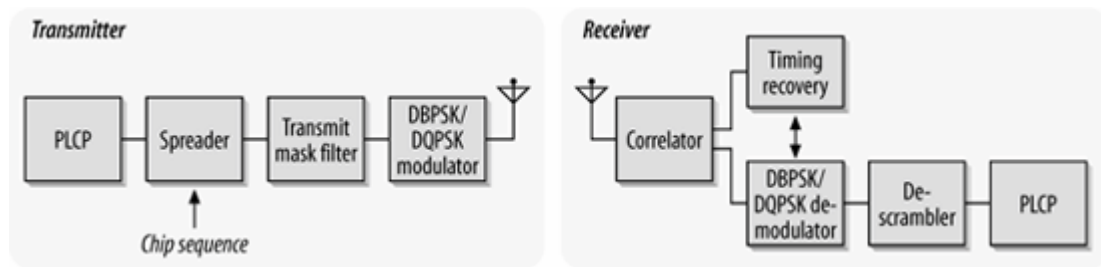 Transmitter
PLCP
Spreader
Transmit
mask filter
DBPSK/
DQPSK
modulator
Chip sequence
Receiver
Correlator
Timing
recovery
DBPSK/
DQPSK de-
modulator
De-
scrambler
PLCP